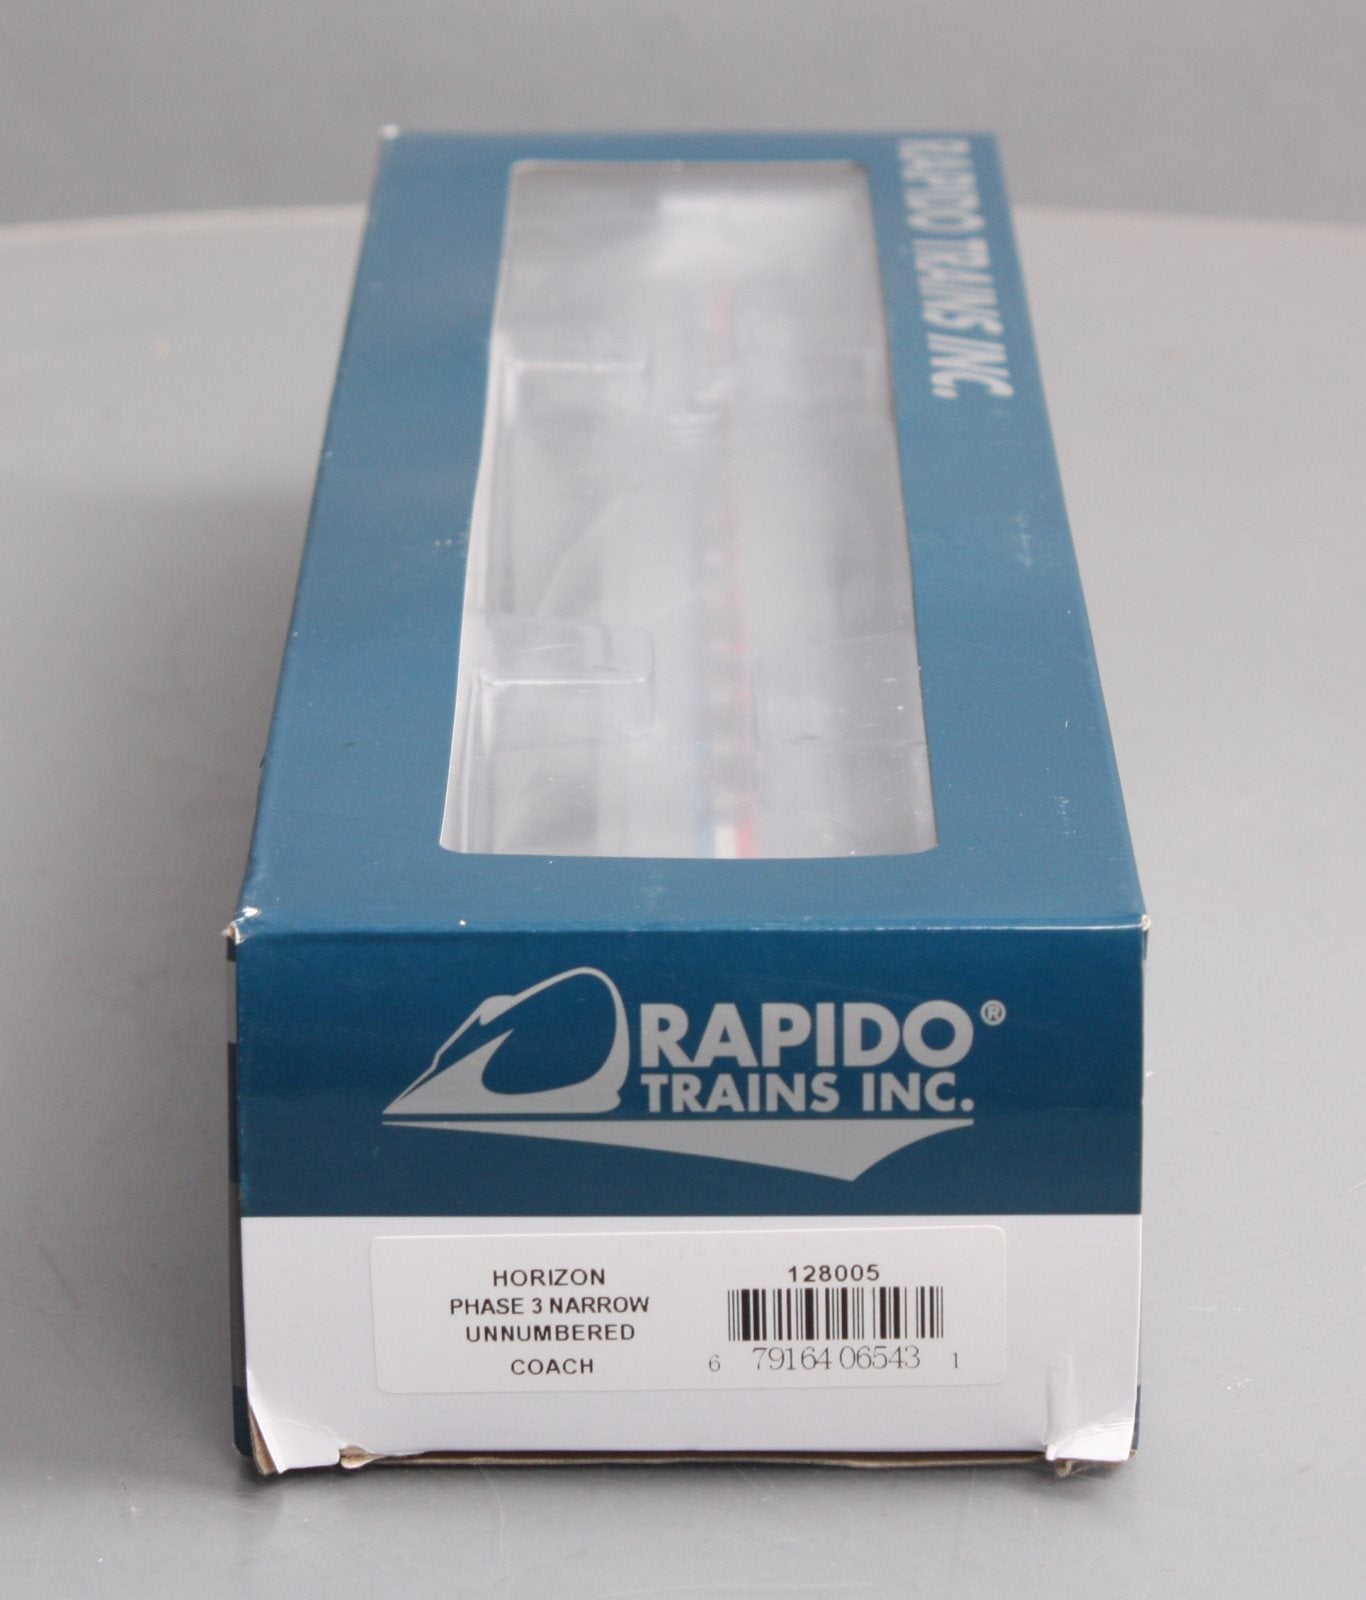 RAPIDO TRAINS INC.
RAPIDO®
TRAINS INC.
HORIZON
PHASE 3 NARROW
UNNUMBERED
COACH
128005
6 79164 06543 1